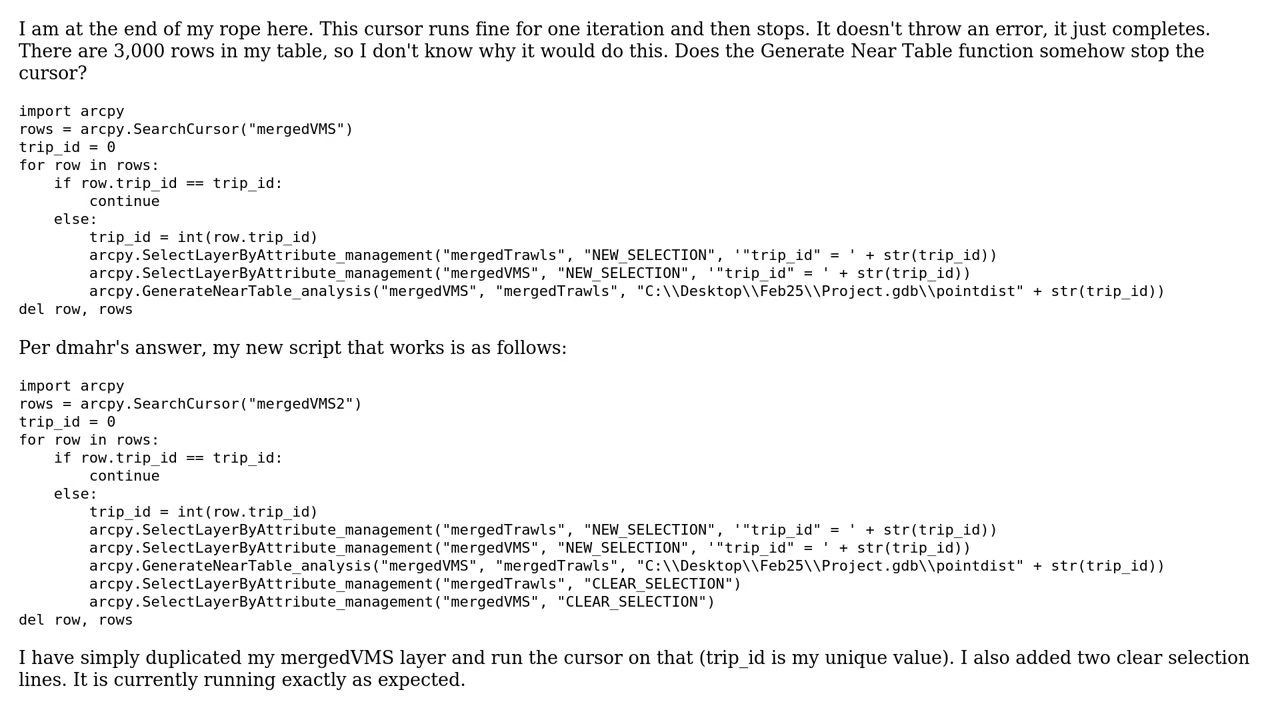 I am at the end of my rope here. This cursor runs fine for one iteration and then stops. It doesn't throw an error, it just completes.
There are 3,000 rows in my table, so I don't know why it would do this. Does the Generate Near Table function somehow stop the
cursor?
import arcpy
rows = arcpy.SearchCursor("mergedVMS")
trip_id = 0
for row in rows:
    if row.trip_id == trip_id:
        continue
    else:
        trip_id = int(row.trip_id)
        arcpy.SelectLayerByAttribute_management("mergedTrawls", "NEW_SELECTION", '"trip_id" = ' + str(trip_id))
        arcpy.SelectLayerByAttribute_management("mergedVMS", "NEW_SELECTION", '"trip_id" = ' + str(trip_id))
        arcpy.GenerateNearTable_analysis("mergedVMS", "mergedTrawls", "C:\\Desktop\\Feb25\\Project.gdb\\pointdist" + str(trip_id))
del row, rows
Per dmahr's answer, my new script that works is as follows:
import arcpy
rows = arcpy.SearchCursor("mergedVMS2")
trip_id = 0
for row in rows:
    if row.trip_id == trip_id:
        continue
    else:
        trip_id = int(row.trip_id)
        arcpy.SelectLayerByAttribute_management("mergedTrawls", "NEW_SELECTION", '"trip_id" = ' + str(trip_id))
        arcpy.SelectLayerByAttribute_management("mergedVMS", "NEW_SELECTION", '"trip_id" = ' + str(trip_id))
        arcpy.GenerateNearTable_analysis("mergedVMS", "mergedTrawls", "C:\\Desktop\\Feb25\\Project.gdb\\pointdist" + str(trip_id))
        arcpy.SelectLayerByAttribute_management("mergedTrawls", "CLEAR_SELECTION")
        arcpy.SelectLayerByAttribute_management("mergedVMS", "CLEAR_SELECTION")
del row, rows
I have simply duplicated my mergedVMS layer and run the cursor on that (trip_id is my unique value). I also added two clear selection
lines. It is currently running exactly as expected.